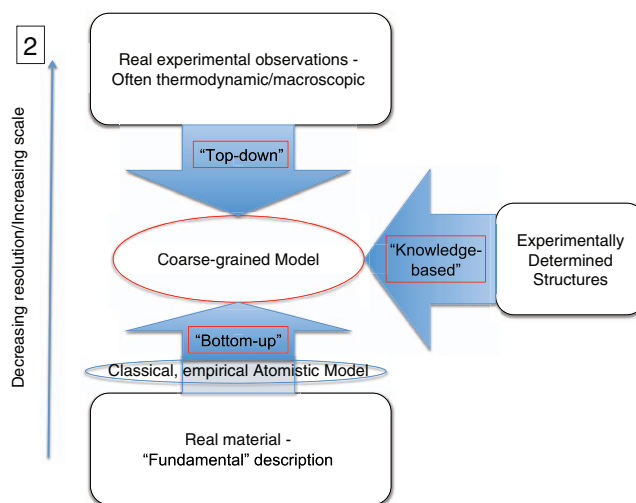 2
Decreasing resolution/Increasing scale
Real experimental observations -
Often thermodynamic/macroscopic
“Top-down”
Coarse-grained Model
“Knowledge-
based”
Experimentally
Determined
Structures
“Bottom-up”
Classical, empirical Atomistic Model
Real material -
“Fundamental” description